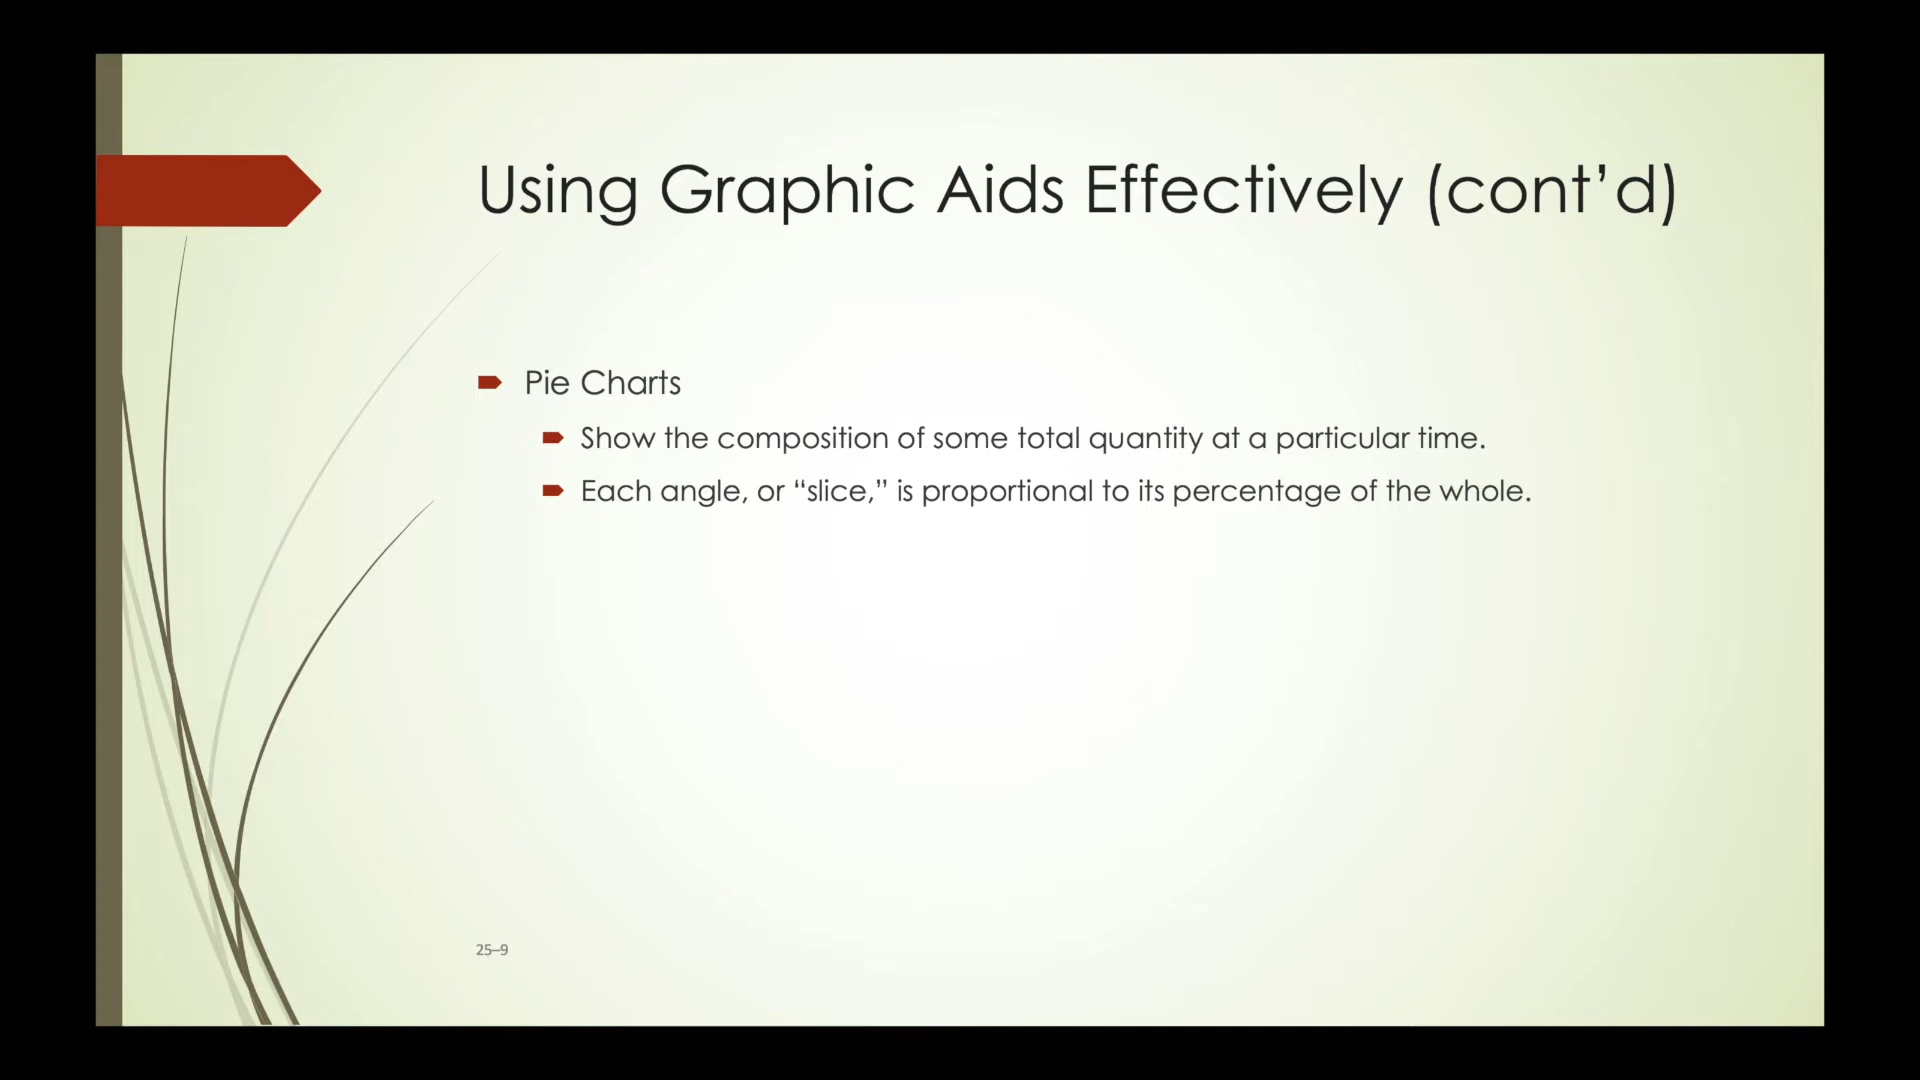 Using Graphic Aids Effectively (cont’d)
Pie Charts
Show the composition of some total quantity at a particular time.
Each angle, or “slice,” is proportional to its percentage of the whole.
25–9